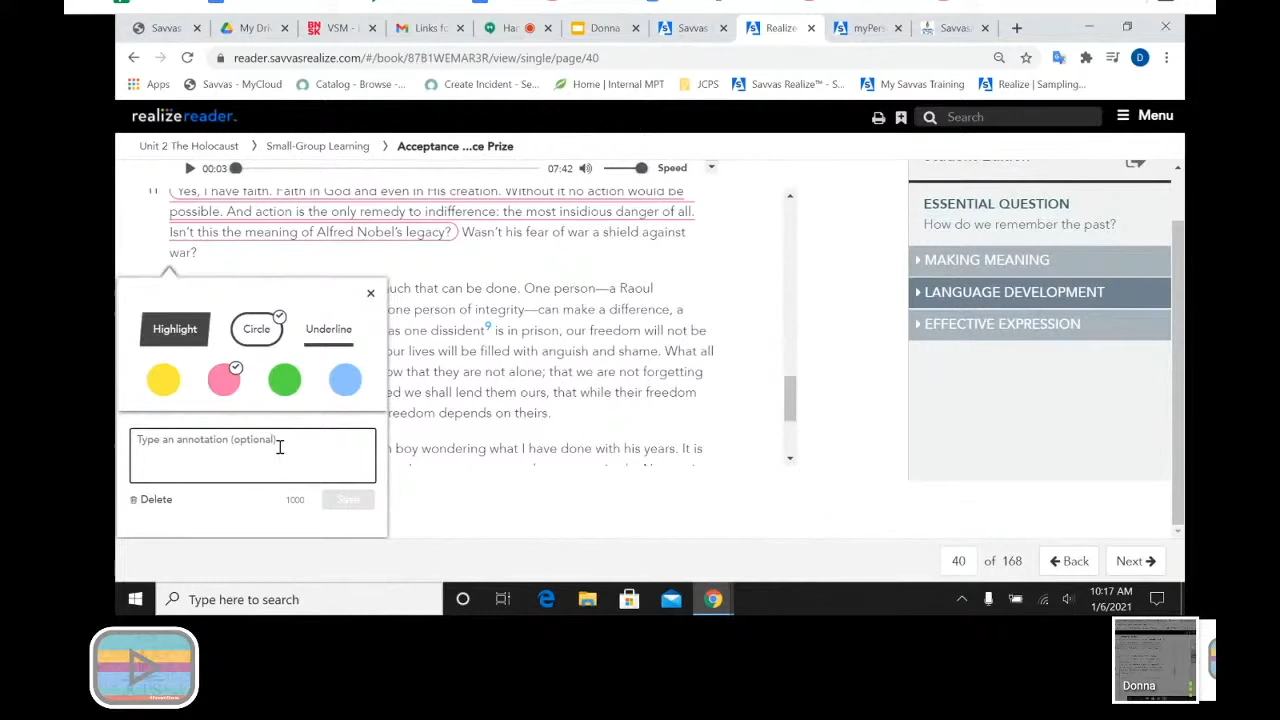 Savvas
My Driv
BN
SK
VSM -
Links fo
Har
Donna
Savvas
Realize
myPers
Savvas/
reader.savvasrealize.com/#/book/97B1WEMAR3R/view/single/page/40
D
Apps
Savvas - MyCloud
Catalog - Browse -...
Create Incident - Se...
Home | Internal MPT
JCPS
Savvas Realize™ - S...
My Savvas Training
Realize | Sampling...
realizereader.
Search
Menu
Unit 2 The Holocaust
Small-Group Learning
Acceptance ...ce Prize
00:03
07:42
Speed
Student Edition
11
Yes, I have faith. Faith in God and even in His creation. Without it no action would be
possible. And action is the only remedy to indifference: the most insidious danger of all.
Isn't this the meaning of Alfred Nobel's legacy? Wasn't his fear of war a shield against
war?
ESSENTIAL QUESTION
How do we remember the past?
MAKING MEANING
LANGUAGE DEVELOPMENT
EFFECTIVE EXPRESSION
uch that can be done. One person—a Raoul
one person of integrity—can make a difference, a
as one dissident9 is in prison, our freedom will not be
our lives will be filled with anguish and shame. What all
ow that they are not alone; that we are not forgetting
ed we shall lend them ours, that while their freedom
reedom depends on theirs.
n boy wondering what I have done with his years. It is
Highlight
Circle
Underline
Type an annotation (optional)
Delete
1000
Save
40 of 168
Back
Next
Type here to search
10:17 AM
1/6/2021
Donna